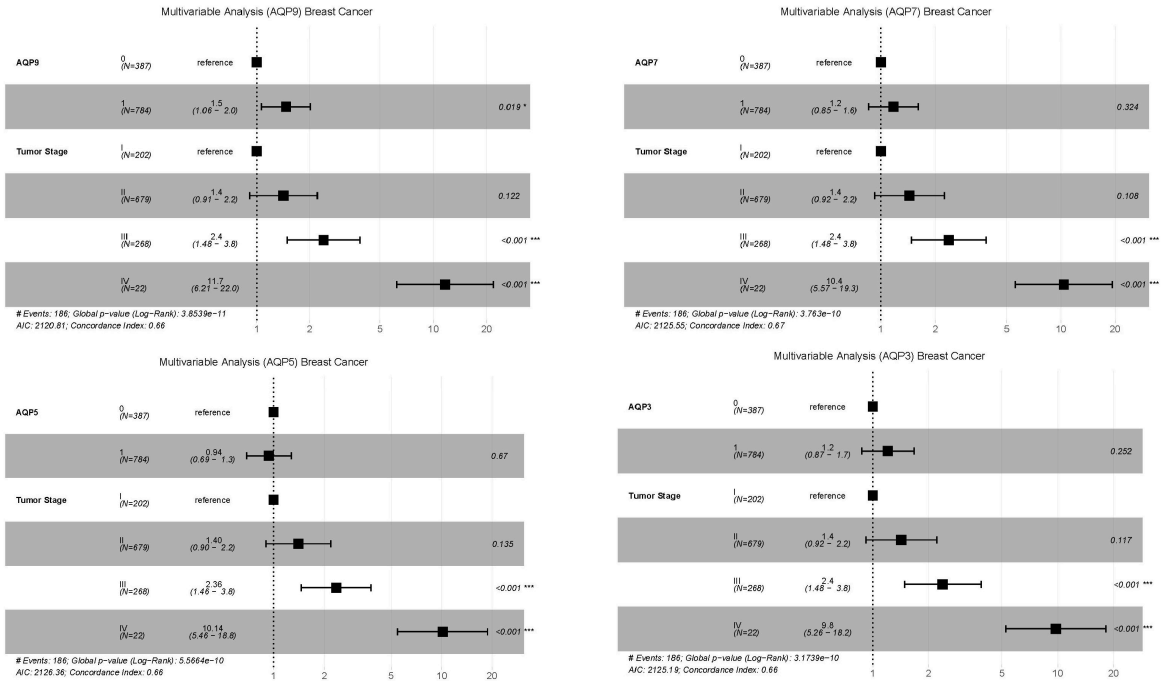 Multivariable Analysis (AQP9) Breast Cancer
AQP9
0
(N=387)
reference
1
(N=784)
1.5
(1.06 − 2.0)
0.019 *
Tumor Stage
I
(N=202)
reference
II
(N=679)
1.4
(0.91 − 2.2)
0.122
III
(N=268)
2.4
(1.48 − 3.8)
<0.001 ***
IV
(N=22)
11.7
(6.21 − 22.0)
<0.001 ***
# Events: 186; Global p−value (Log−Rank): 3.8539e−11
AIC: 2120.81; Concordance Index: 0.66
1 2 5 10 20
Multivariable Analysis (AQP7) Breast Cancer
AQP7
0
(N=387)
reference
1
(N=784)
1.2
(0.85 − 1.6)
0.324
Tumor Stage
I
(N=202)
reference
II
(N=679)
1.4
(0.92 − 2.2)
0.108
III
(N=268)
2.4
(1.48 − 3.8)
<0.001 ***
IV
(N=22)
10.4
(5.57 − 19.3)
<0.001 ***
# Events: 186; Global p−value (Log−Rank): 3.763e−10
AIC: 2125.55; Concordance Index: 0.67
1 2 5 10 20
Multivariable Analysis (AQP5) Breast Cancer
AQP5
0
(N=387)
reference
1
(N=784)
0.94
(0.69 − 1.3)
0.67
Tumor Stage
I
(N=202)
reference
II
(N=679)
1.40
(0.90 − 2.2)
0.135
III
(N=268)
2.36
(1.46 − 3.8)
<0.001 ***
IV
(N=22)
10.14
(5.46 − 18.8)
<0.001 ***
# Events: 186; Global p−value (Log−Rank): 5.5664e−10
AIC: 2126.36; Concordance Index: 0.66
1 2 5 10 20
Multivariable Analysis (AQP3) Breast Cancer
AQP3
0
(N=387)
reference
1
(N=784)
1.2
(0.87 − 1.7)
0.252
Tumor Stage
I
(N=202)
reference
II
(N=679)
1.4
(0.92 − 2.2)
0.117
III
(N=268)
2.4
(1.48 − 3.8)
<0.001 ***
IV
(N=22)
9.8
(5.26 − 18.2)
<0.001 ***
# Events: 186; Global p−value (Log−Rank): 3.1739e−10
AIC: 2125.19; Concordance Index: 0.66
1 2 5 10 20